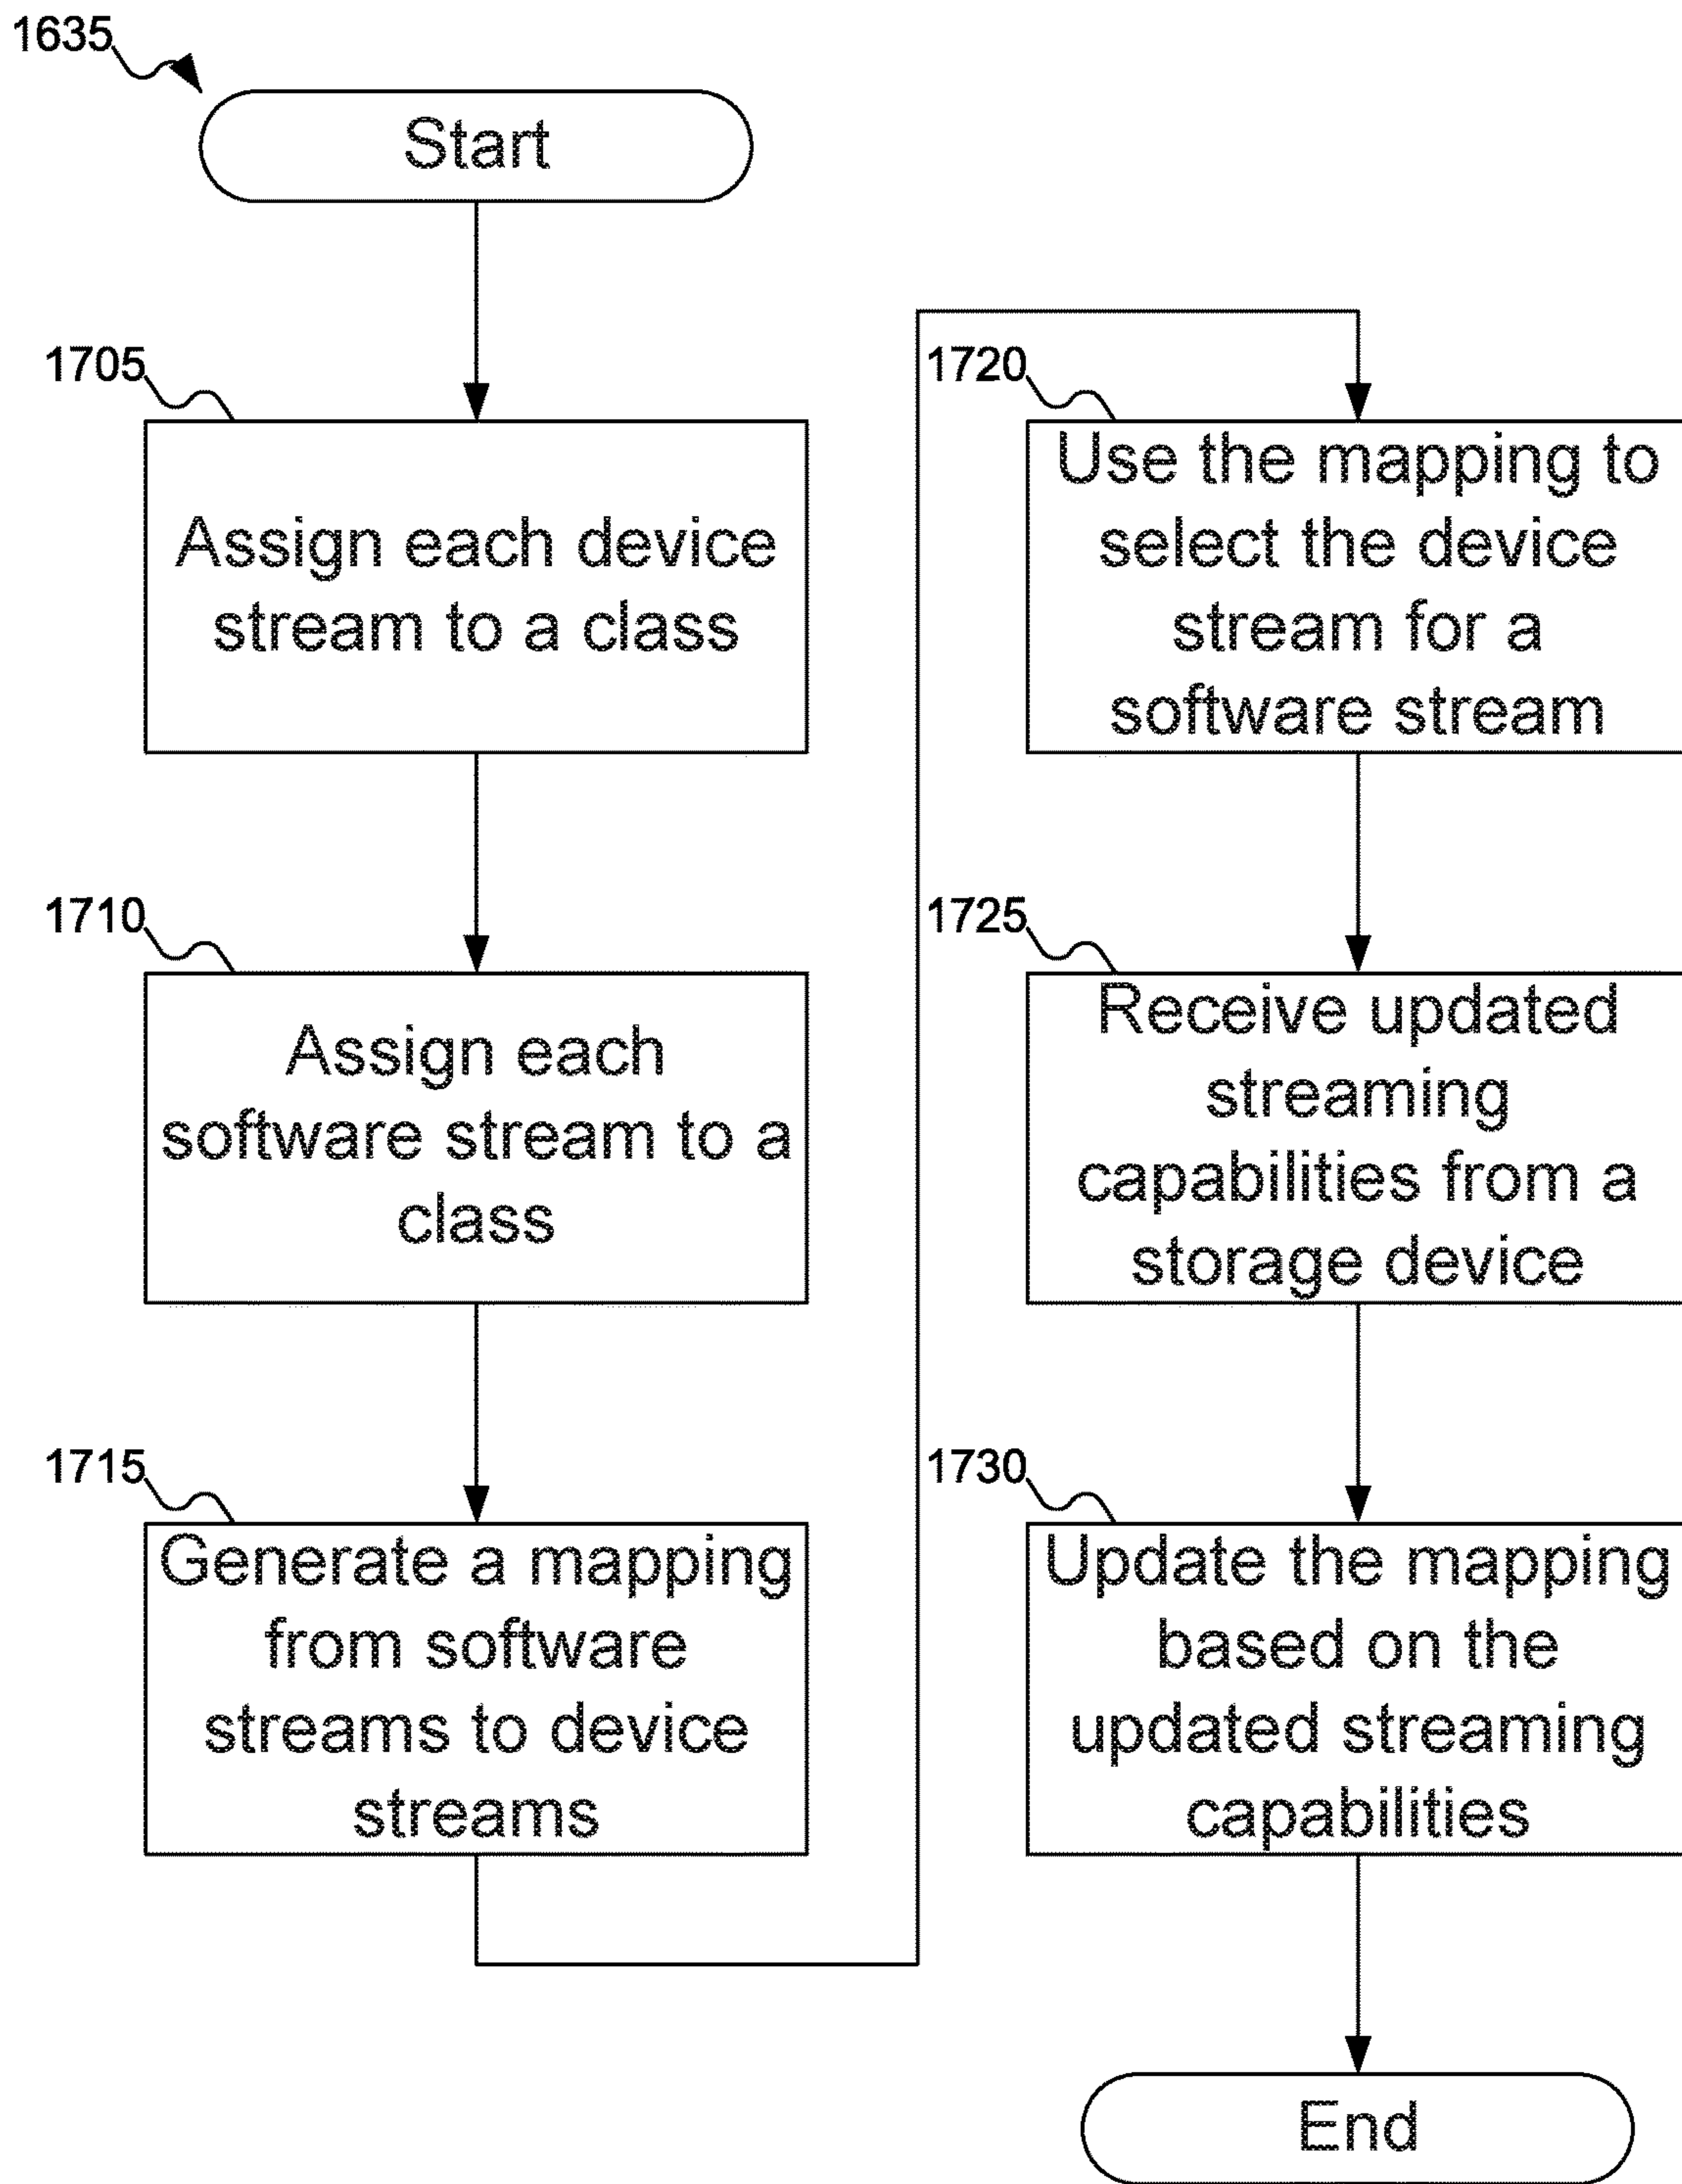 1635
Start
1705
Assign each device
stream to a class
1710
Assign each
software stream to a
class
1715
Generate a mapping
from software
streams to device
streams
1720
Use the mapping to
select the device
stream for a
software stream
1725
Receive updated
streaming
capabilities from a
storage device
1730
Update the mapping
based on the
updated streaming
capabilities
End